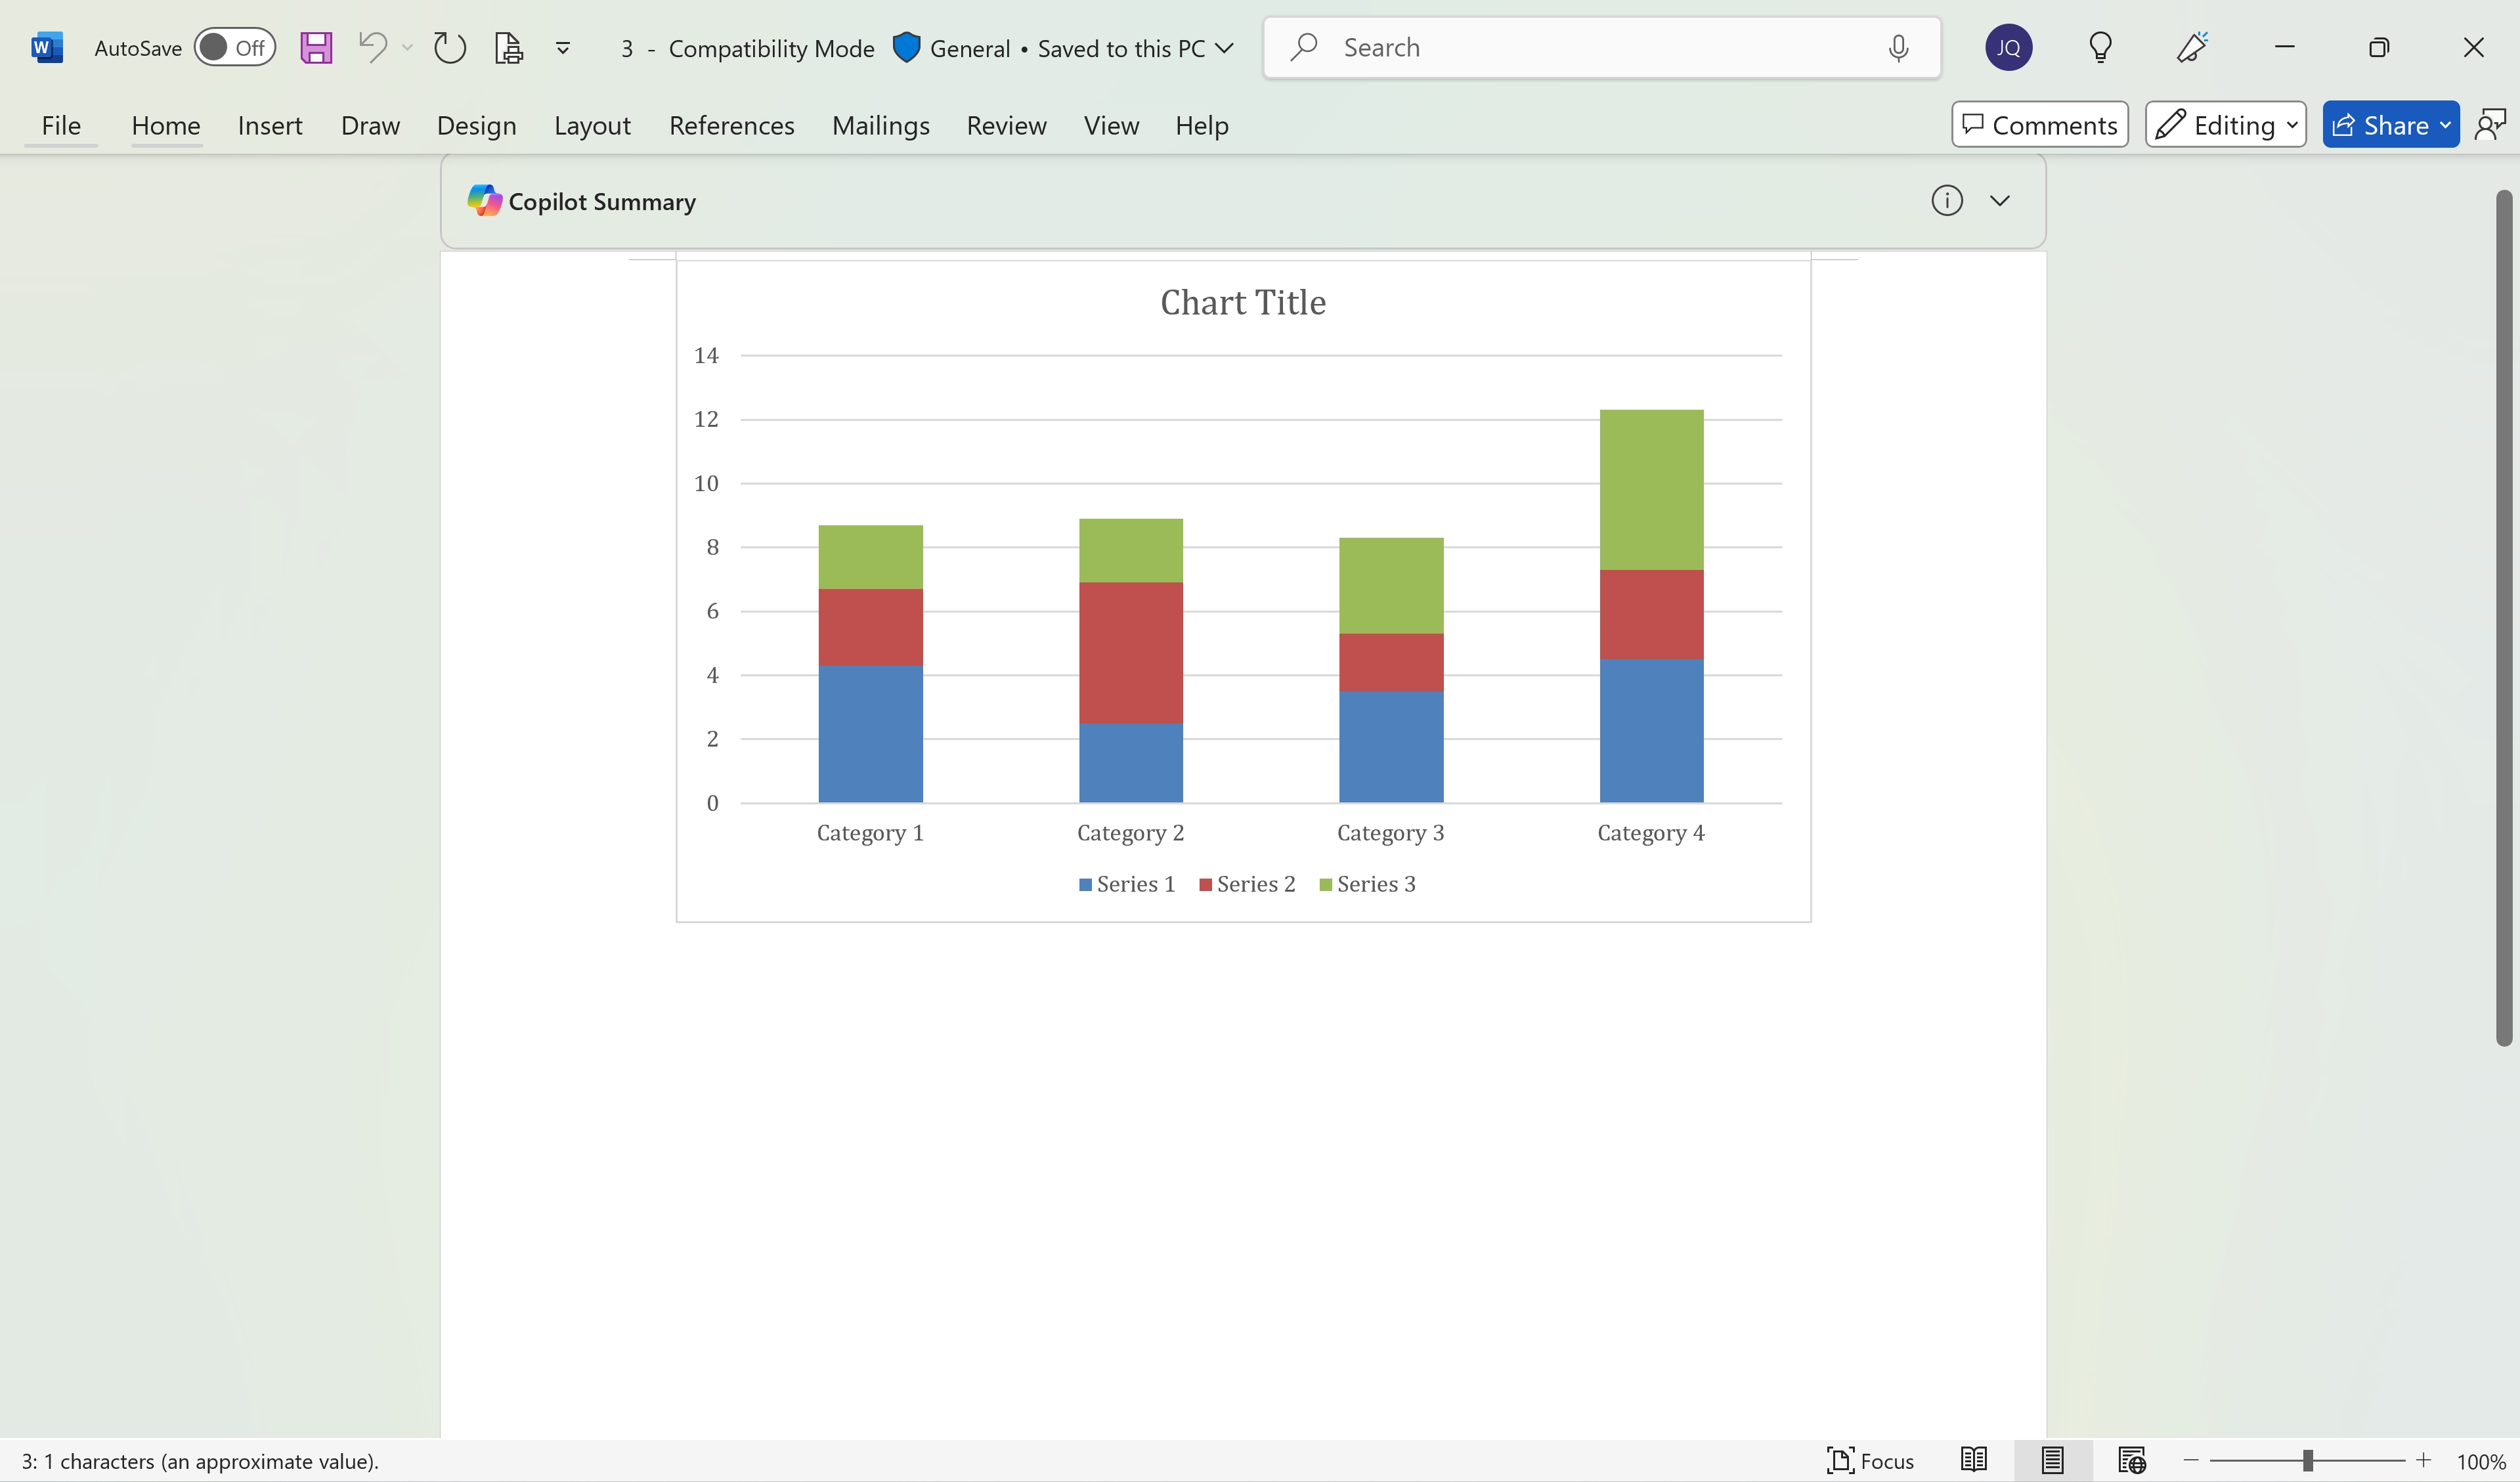 W AutoSave Off 3 - Compatibility Mode General • Saved to this PC Search JQ
File Home Insert Draw Design Layout References Mailings Review View Help Comments Editing Share
Copilot Summary
Chart Title
14
12
10
8
6
4
2
0
Category 1 Category 2 Category 3 Category 4
Series 1 Series 2 Series 3
3: 1 characters (an approximate value). Focus 100%